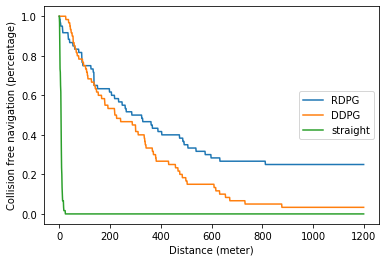 Collision free navigation (percentage)
1.0
0.8
0.6
0.4
0.2
0.0
RDPG
DDPG
straight
0
200
400
600
800
1000
1200
Distance (meter)